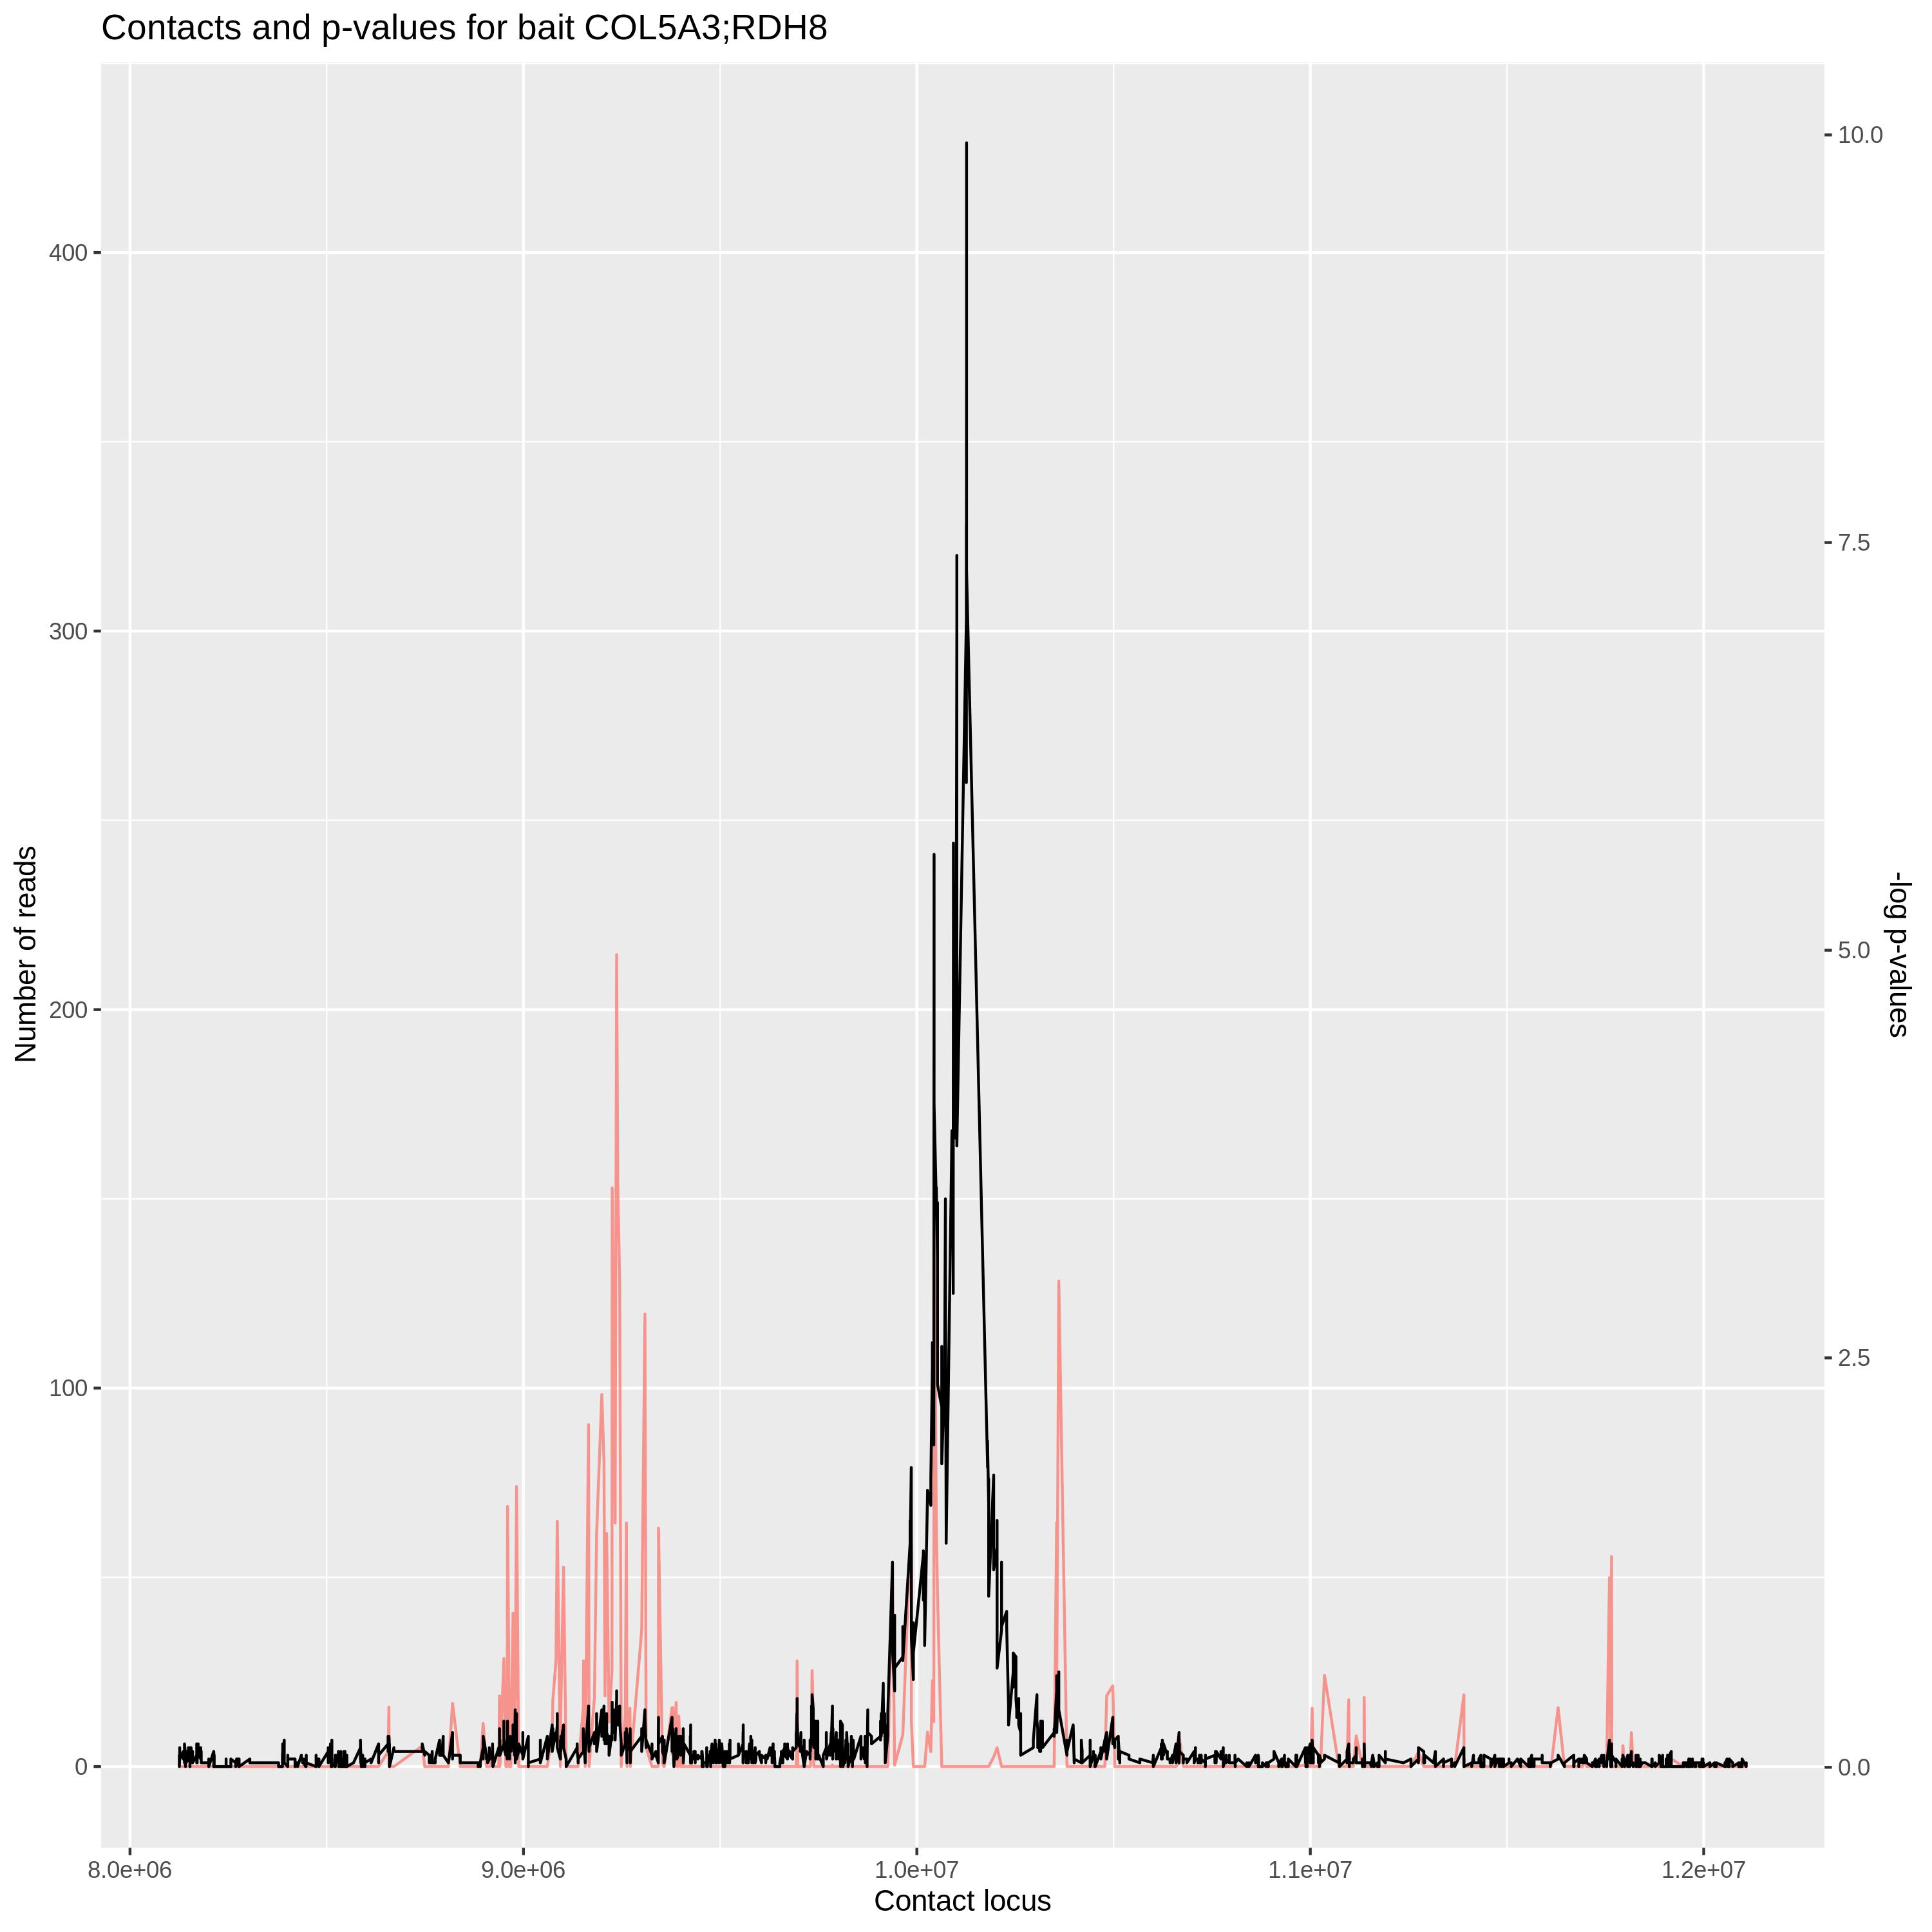 Contacts and p-values for bait COL5A3;RDH8
Number of reads
400
300
200
100
0
10.0
7.5
5.0
2.5
0.0
-log p-values
8.0e+06 9.0e+06 1.0e+07 1.1e+07 1.2e+07
Contact locus